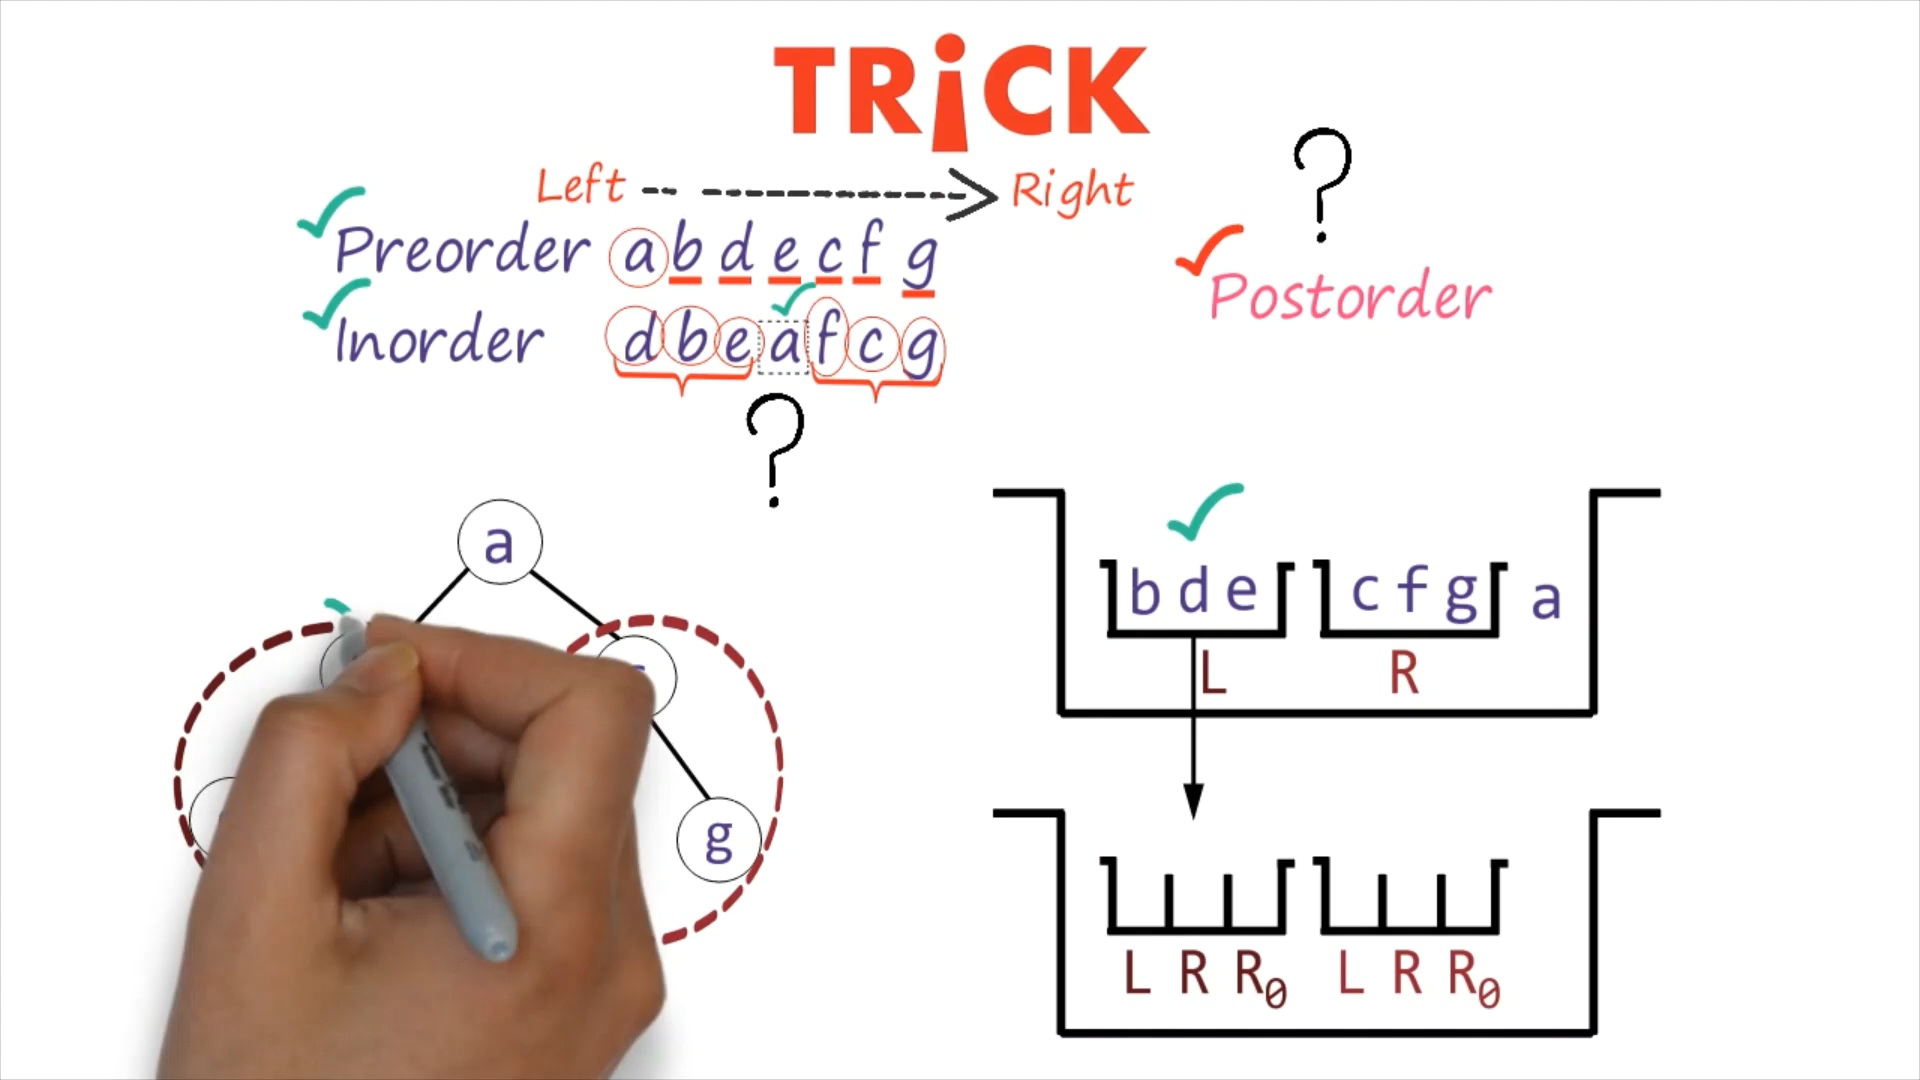 TRiCK
Left Right
Preorder a b d e c f g
Inorder d b e a f c g
?
Postorder
?
a
g
b d e c f g a
L R
L R R0 L R R0